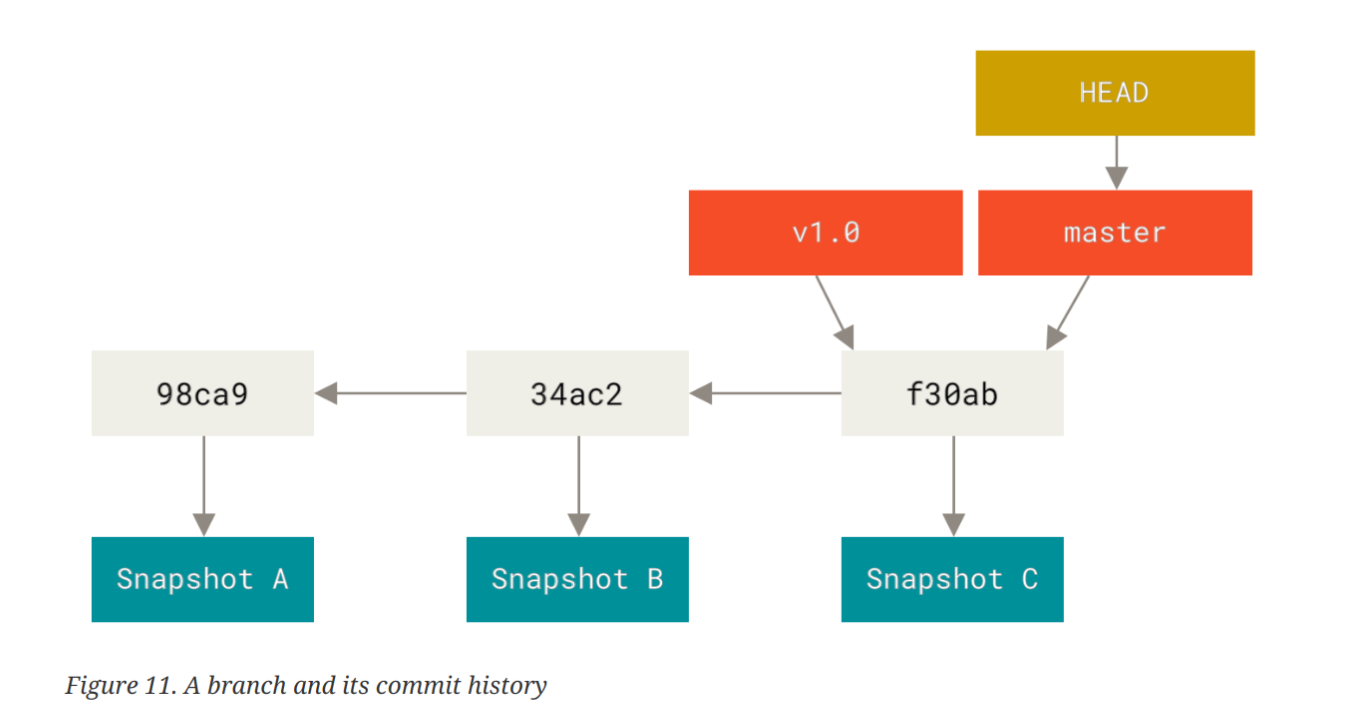 HEAD
v1.0 master
98ca9 34ac2 f30ab
Snapshot A Snapshot B Snapshot C
Figure 11. A branch and its commit history